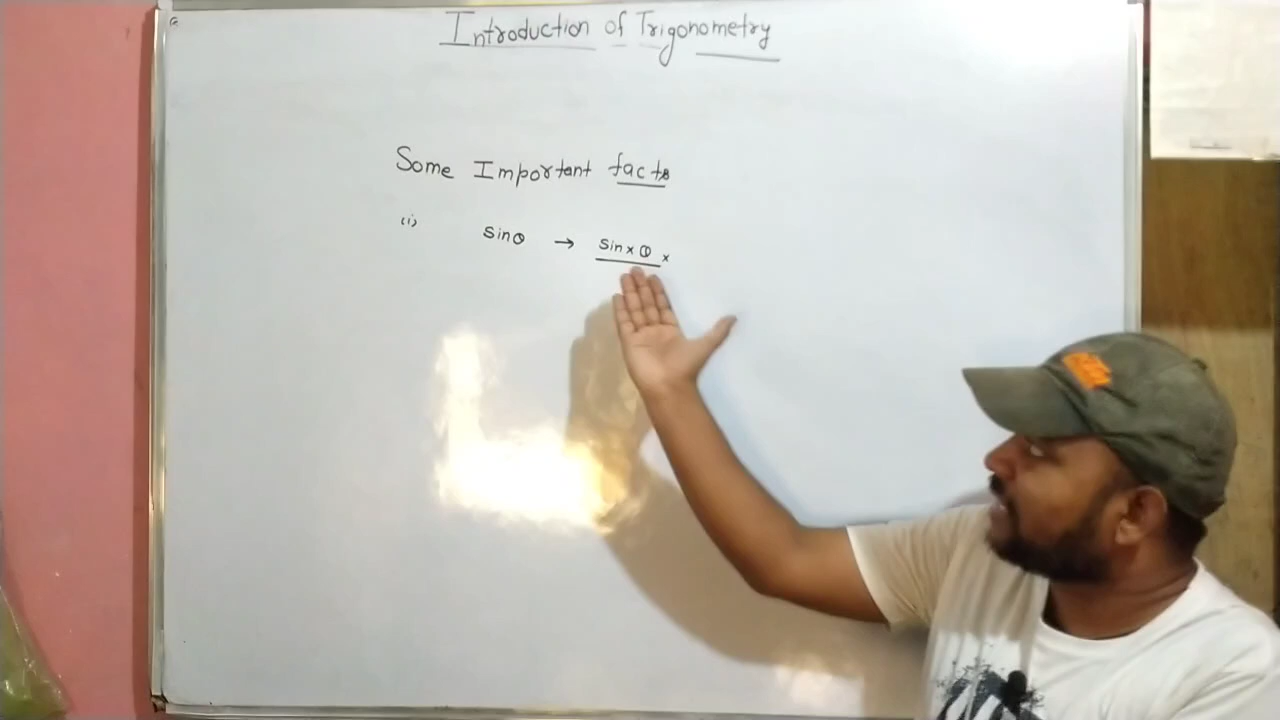 Introduction of Trigonometry
Some Important facts
(i) sinθ → sin x θ x